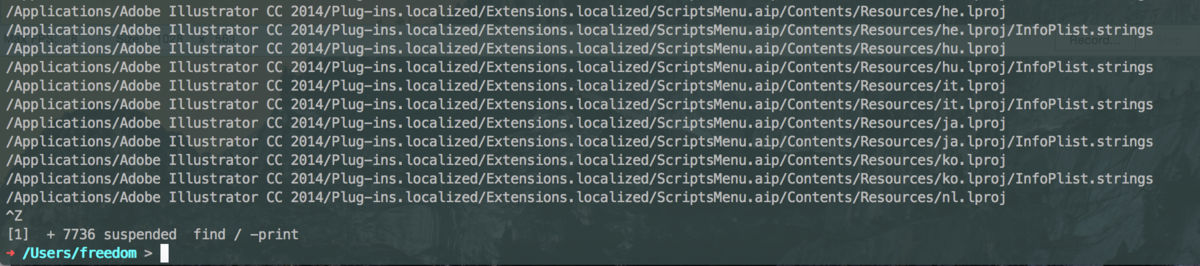 /Applications/Adobe Illustrator CC 2014/Plug-ins.localized/Extensions.localized/ScriptsMenu.aip/Contents/Resources/he.lproj
/Applications/Adobe Illustrator CC 2014/Plug-ins.localized/Extensions.localized/ScriptsMenu.aip/Contents/Resources/he.lproj/InfoPlist.strings
/Applications/Adobe Illustrator CC 2014/Plug-ins.localized/Extensions.localized/ScriptsMenu.aip/Contents/Resources/hu.lproj
/Applications/Adobe Illustrator CC 2014/Plug-ins.localized/Extensions.localized/ScriptsMenu.aip/Contents/Resources/hu.lproj/InfoPlist.strings
/Applications/Adobe Illustrator CC 2014/Plug-ins.localized/Extensions.localized/ScriptsMenu.aip/Contents/Resources/it.lproj
/Applications/Adobe Illustrator CC 2014/Plug-ins.localized/Extensions.localized/ScriptsMenu.aip/Contents/Resources/it.lproj/InfoPlist.strings
/Applications/Adobe Illustrator CC 2014/Plug-ins.localized/Extensions.localized/ScriptsMenu.aip/Contents/Resources/ja.lproj
/Applications/Adobe Illustrator CC 2014/Plug-ins.localized/Extensions.localized/ScriptsMenu.aip/Contents/Resources/ja.lproj/InfoPlist.strings
/Applications/Adobe Illustrator CC 2014/Plug-ins.localized/Extensions.localized/ScriptsMenu.aip/Contents/Resources/ko.lproj
/Applications/Adobe Illustrator CC 2014/Plug-ins.localized/Extensions.localized/ScriptsMenu.aip/Contents/Resources/ko.lproj/InfoPlist.strings
/Applications/Adobe Illustrator CC 2014/Plug-ins.localized/Extensions.localized/ScriptsMenu.aip/Contents/Resources/nl.lproj
^Z
[1]  + 7736 suspended  find / -print
➜ /Users/freedom >
Record...